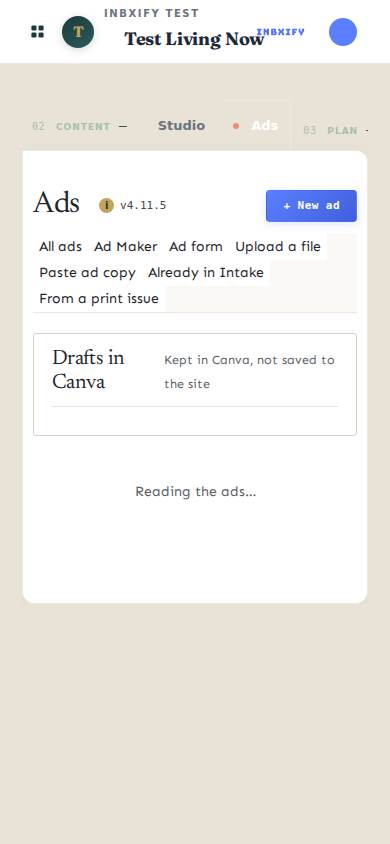 INBXIFY TEST
T
Test Living Now
INBXIFY
02 CONTENT —
Studio
Ads
03 PLAN
Ads
i v4.11.5
+ New ad
All ads Ad Maker Ad form Upload a file
Paste ad copy Already in Intake
From a print issue
Drafts in Canva
Kept in Canva, not saved to the site
Reading the ads...